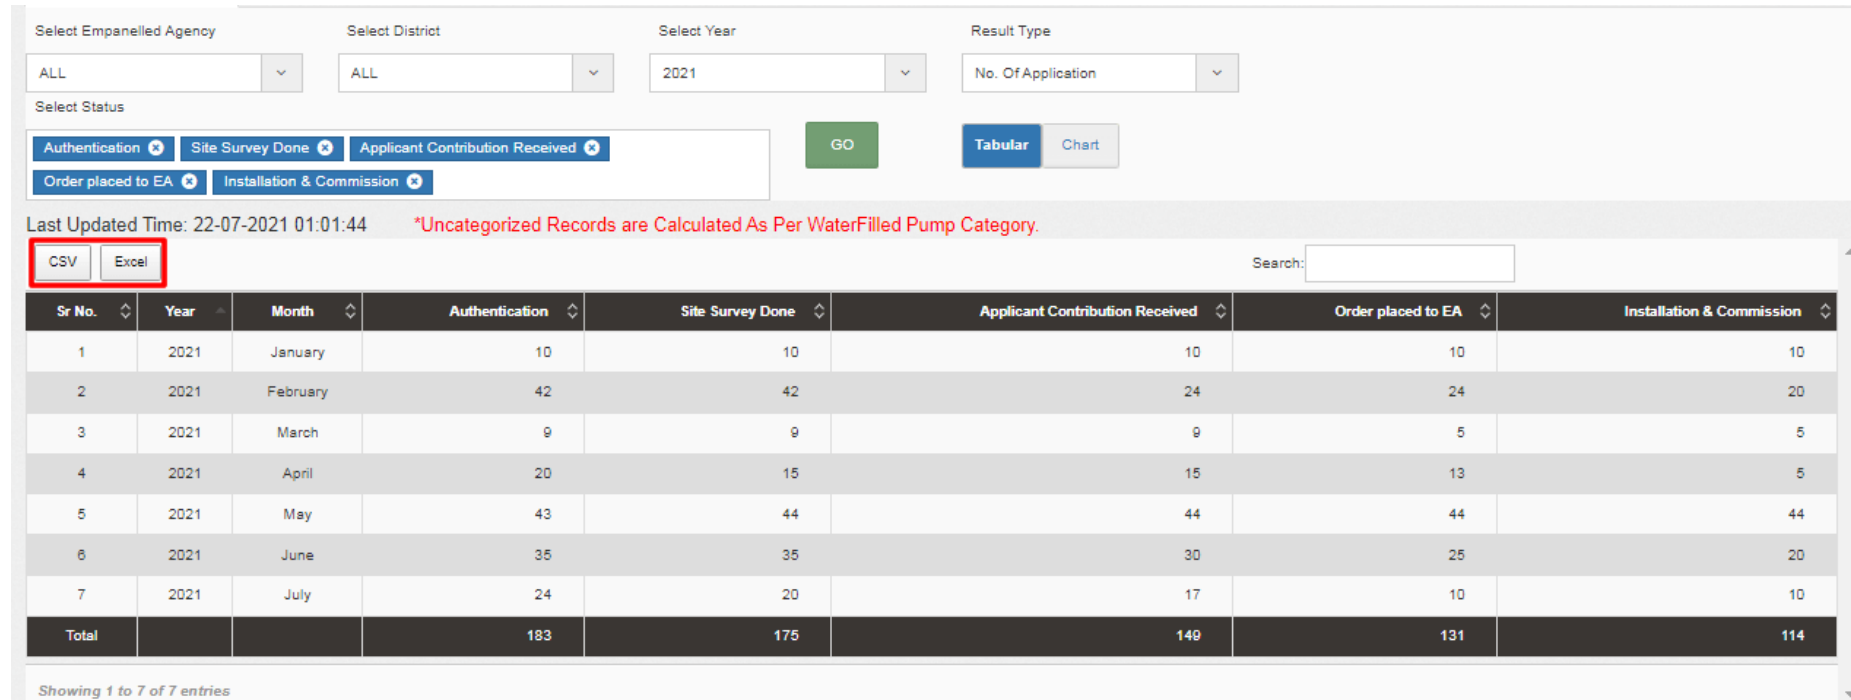 Select Empanelled Agency Select District Select Year Result Type
ALL ALL 2021 No. Of Application
Select Status
Authentication Site Survey Done Applicant Contribution Received GO Tabular Chart
Order placed to EA Installation & Commission
Last Updated Time: 22-07-2021 01:01:44 *Uncategorized Records are Calculated As Per WaterFilled Pump Category.
CSV Excel Search:
Sr No. Year Month Authentication Site Survey Done Applicant Contribution Received Order placed to EA Installation & Commission
1 2021 January 10 10 10 10 10
2 2021 February 42 42 24 24 20
3 2021 March 9 9 9 5 5
4 2021 April 20 15 15 13 5
5 2021 May 43 44 44 44 44
6 2021 June 35 35 30 25 20
7 2021 July 24 20 17 10 10
Total 183 175 149 131 114
Showing 1 to 7 of 7 entries